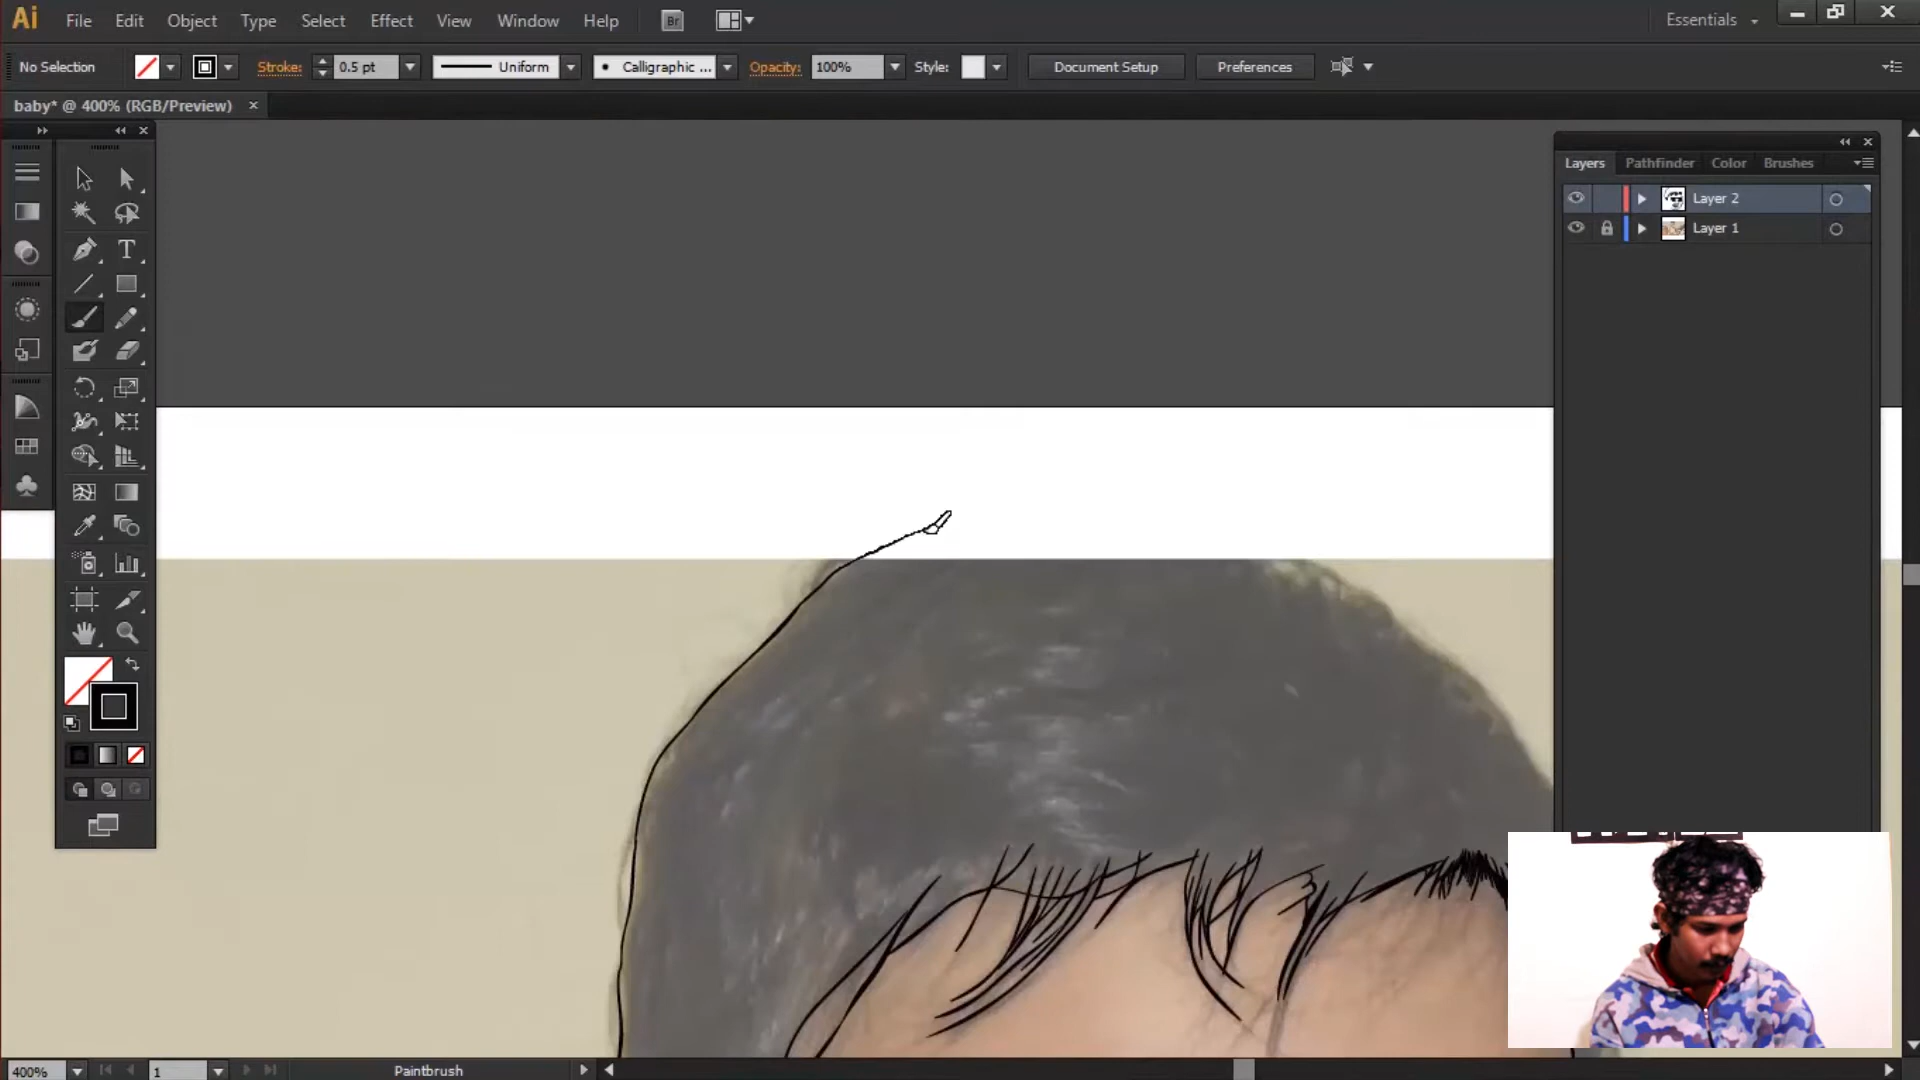 Ai File Edit Object Type Select Effect View Window Help Br Essentials
No Selection Stroke: 0.5 pt Uniform Calligraphic ... Opacity: 100% Style: Document Setup Preferences
baby* @ 400% (RGB/Preview)
Layers Pathfinder Color Brushes
Layer 2
Layer 1
T
400% 1 Paintbrush